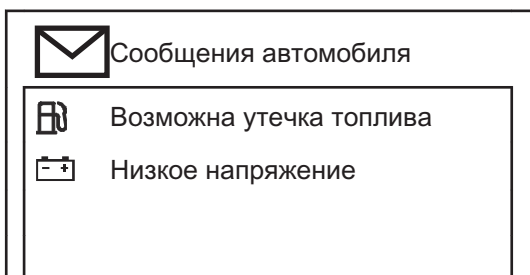 Сообщения автомобиля
Возможна утечка топлива
Низкое напряжение